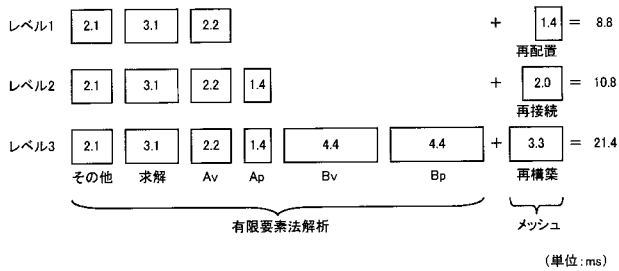 レベル1 2.1 3.1 2.2 + 1.4 = 8.8
再配置
レベル2 2.1 3.1 2.2 1.4 + 2.0 = 10.8
再接続
レベル3 2.1 3.1 2.2 1.4 4.4 4.4 + 3.3 = 21.4
その他 求解 Av Ap Bv Bp 再構築
有限要素法解析 メッシュ
(単位:ms)